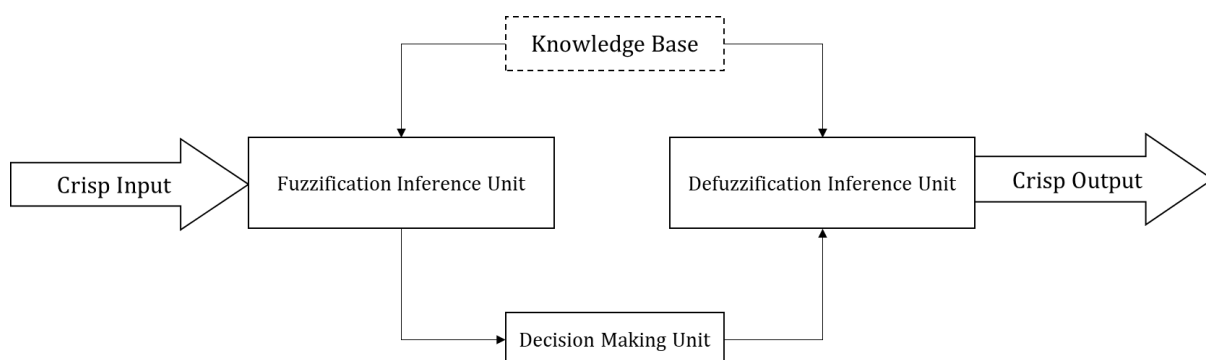 Knowledge Base
Crisp Input
Fuzzification Inference Unit
Defuzzification Inference Unit
Crisp Output
Decision Making Unit